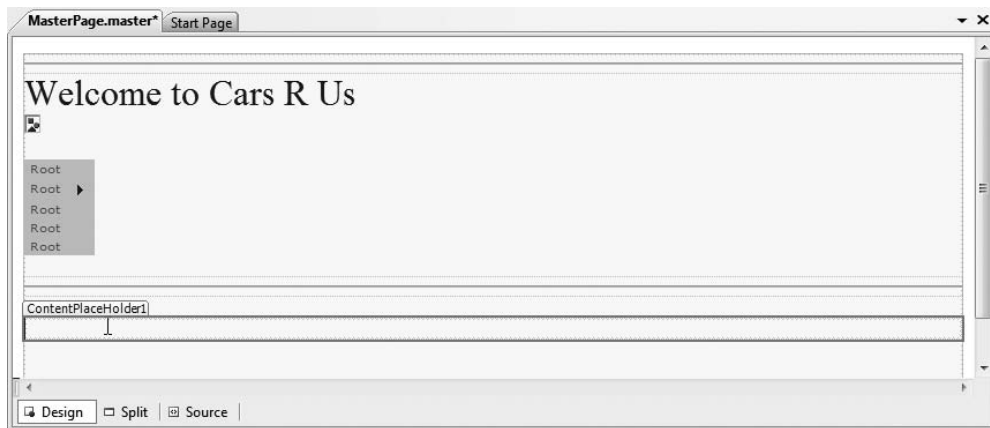 MasterPage.master* Start Page
Welcome to Cars R Us
Root
Root
Root
Root
Root
ContentPlaceHolder1
Design Split Source